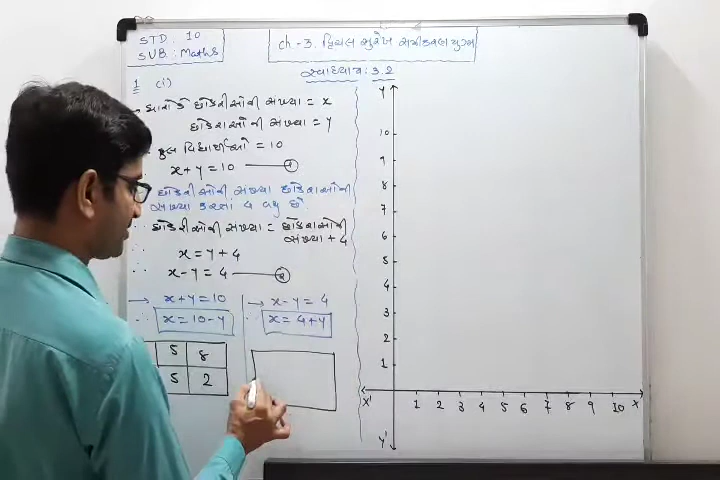 STD. 10
SUB. : Maths
ch - 3. દ્વિચલ સુરેખ સમીકરણ યુગ્મ
સ્વાધ્યાય : 3.2
1 (i)
→ ધારોકે છોકરીઓની સંખ્યા = x
છોકરાઓની સંખ્યા = y
કુલ વિદ્યાર્થીઓ = 10
x + y = 10 ①
છોકરીઓની સંખ્યા છોકરાઓની
સંખ્યા કરતાં 4 વધુ છે.
∴ છોકરીઓની સંખ્યા = છોકરાઓની
સંખ્યા + 4
∴ x = y + 4
∴ x - y = 4 ②
→ x + y = 10
∴ x = 10 - y
→ x - y = 4
∴ x = 4 + y
5 8
5 2
Y
10
9
8
7
6
5
4
3
2
1
X' 1 2 3 4 5 6 7 8 9 10 X
Y'